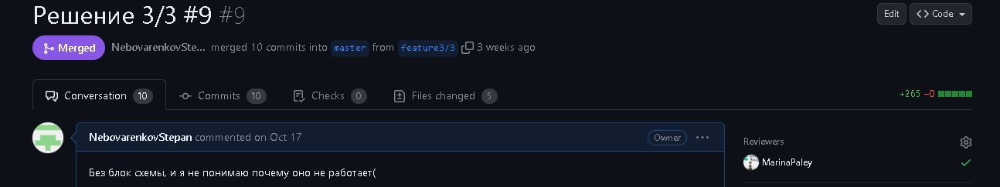 Решение 3/3 #9 #9
Edit
Code
Merged NebovarenkovSte... merged 10 commits into master from feature3/3 3 weeks ago
Conversation 10 Commits 10 Checks 0 Files changed 5
+265 −0
NebovarenkovStepan commented on Oct 17
Owner
Без блок схемы, и я не понимаю почему оно не работает(
Reviewers
MarinaPaley